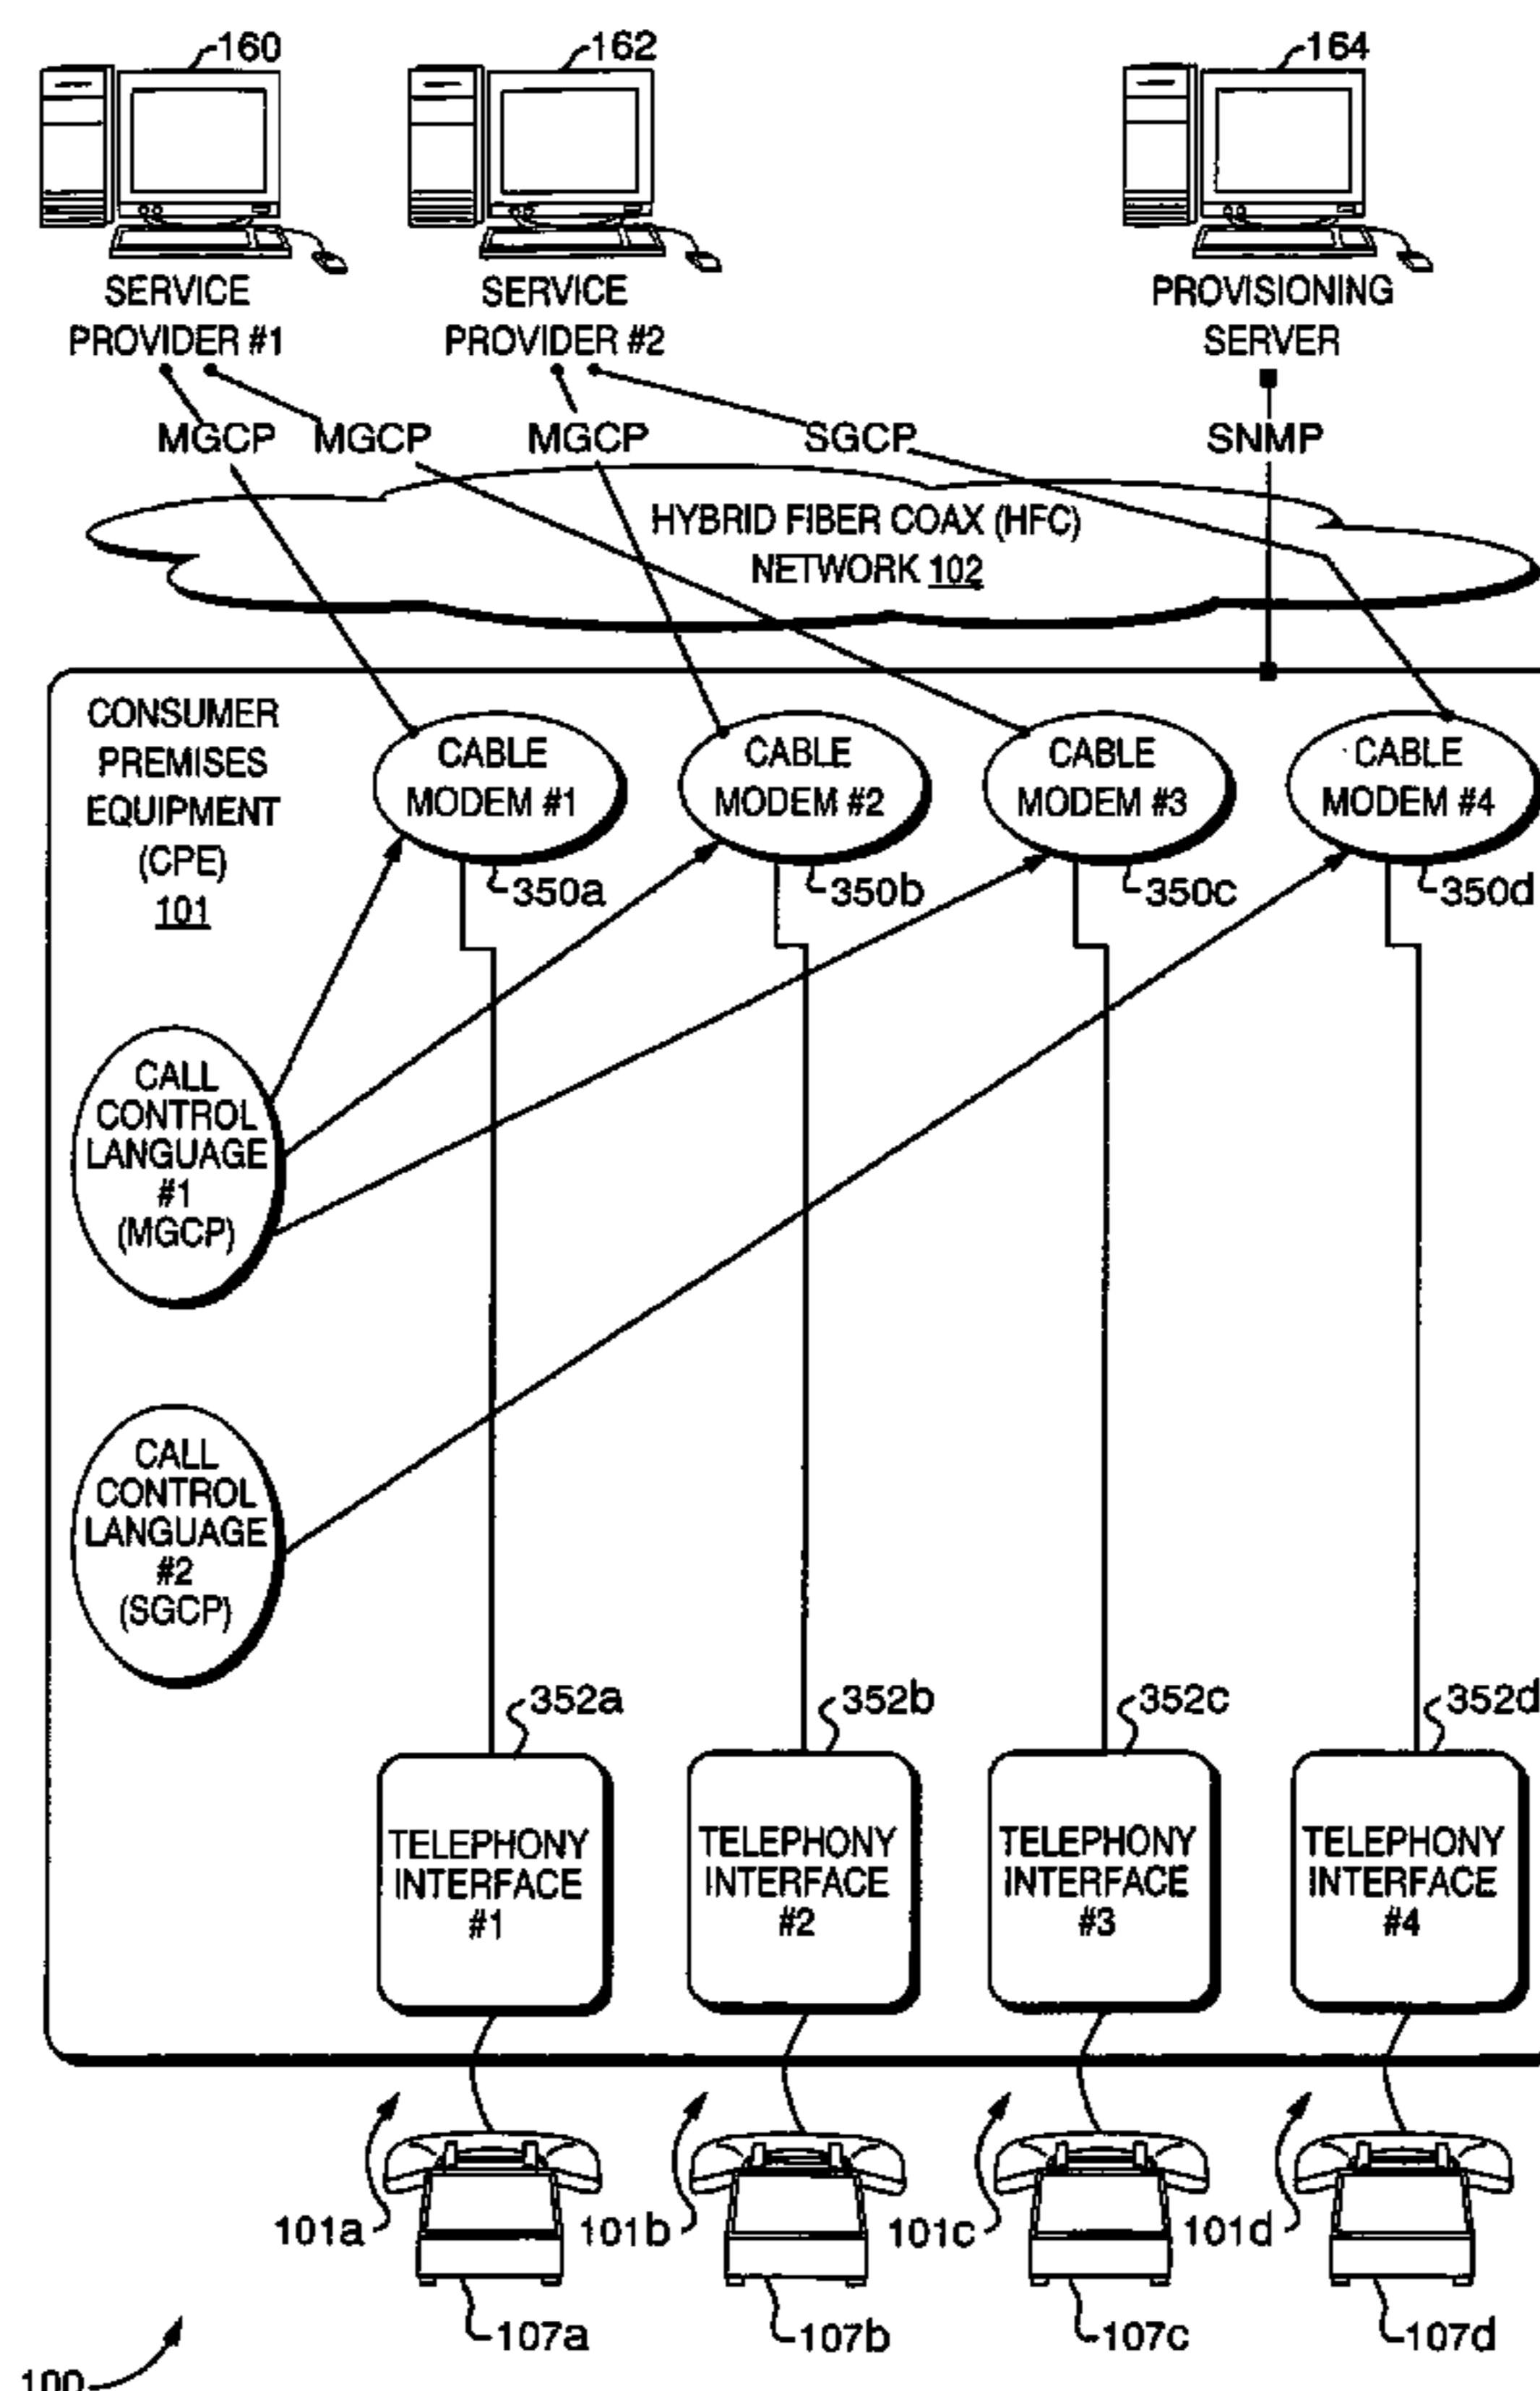 160
162
164
SERVICE
PROVIDER #1
SERVICE
PROVIDER #2
PROVISIONING
SERVER
MGCP
MGCP
MGCP
SGCP
SNMP
HYBRID FIBER COAX (HFC)
NETWORK 102
CONSUMER
PREMISES
EQUIPMENT
(CPE)
101
CABLE
MODEM #1
CABLE
MODEM #2
CABLE
MODEM #3
CABLE
MODEM #4
350a
350b
350c
350d
CALL
CONTROL
LANGUAGE
#1
(MGCP)
CALL
CONTROL
LANGUAGE
#2
(SGCP)
352a
352b
352c
352d
TELEPHONY
INTERFACE
#1
TELEPHONY
INTERFACE
#2
TELEPHONY
INTERFACE
#3
TELEPHONY
INTERFACE
#4
101a
101b
101c
101d
107a
107b
107c
107d
100